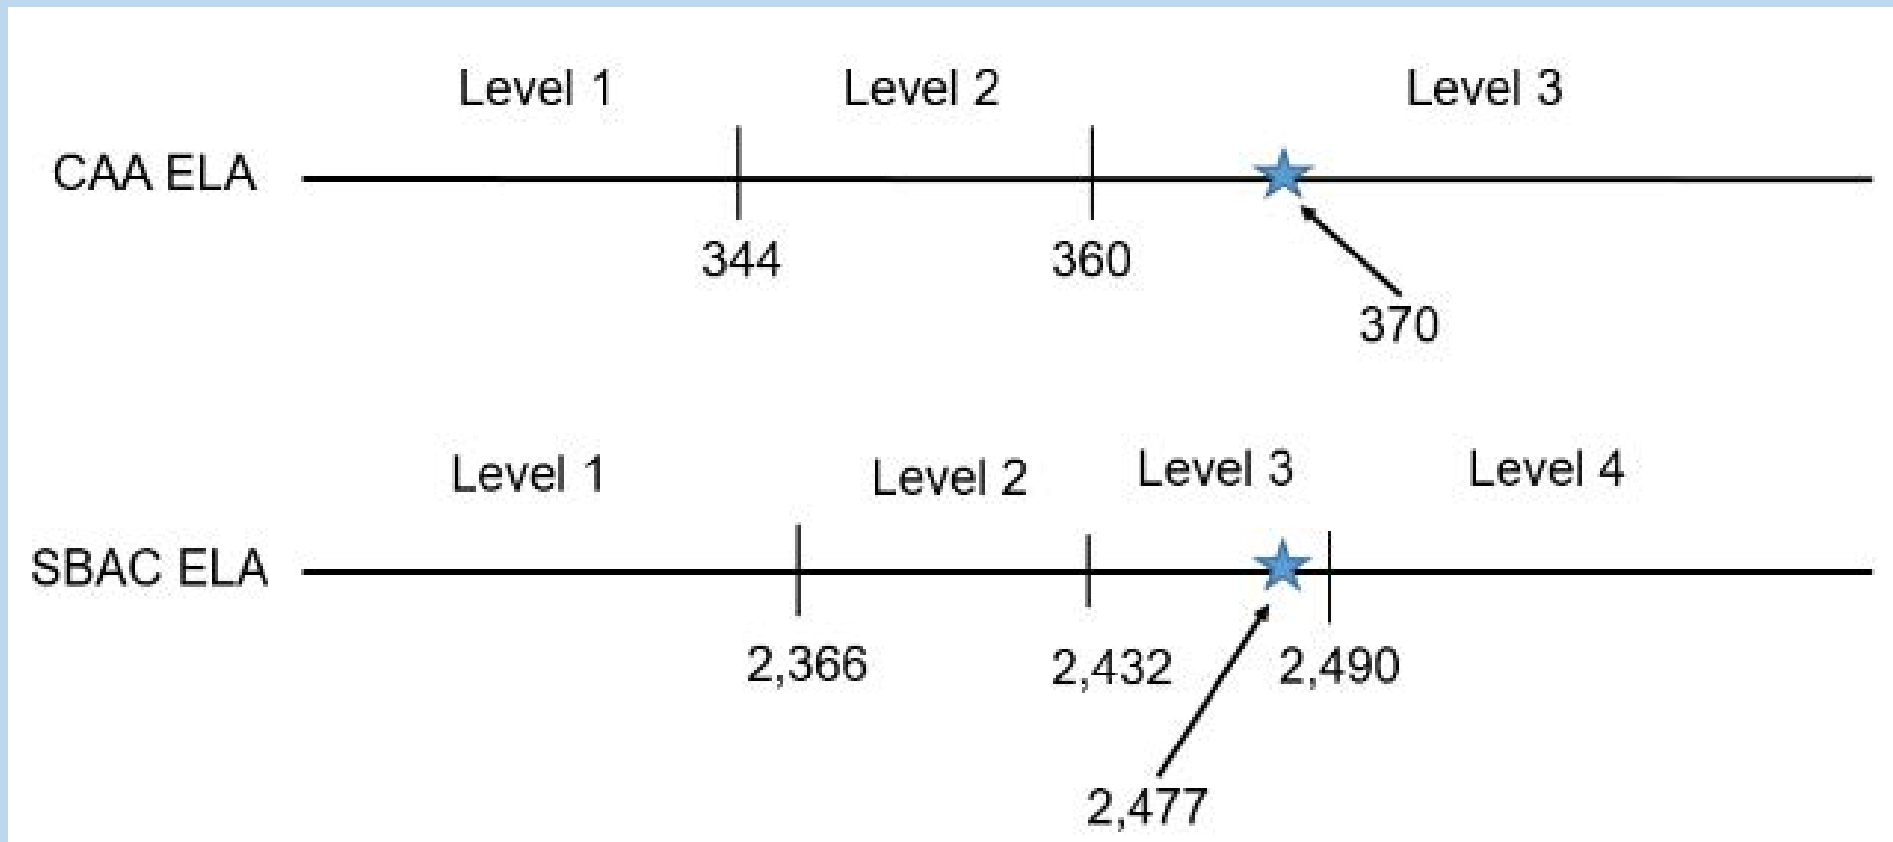 Level 1 Level 2 Level 3
CAA ELA
344 360
370
Level 1 Level 2 Level 3 Level 4
SBAC ELA
2,366 2,432 2,490
2,477